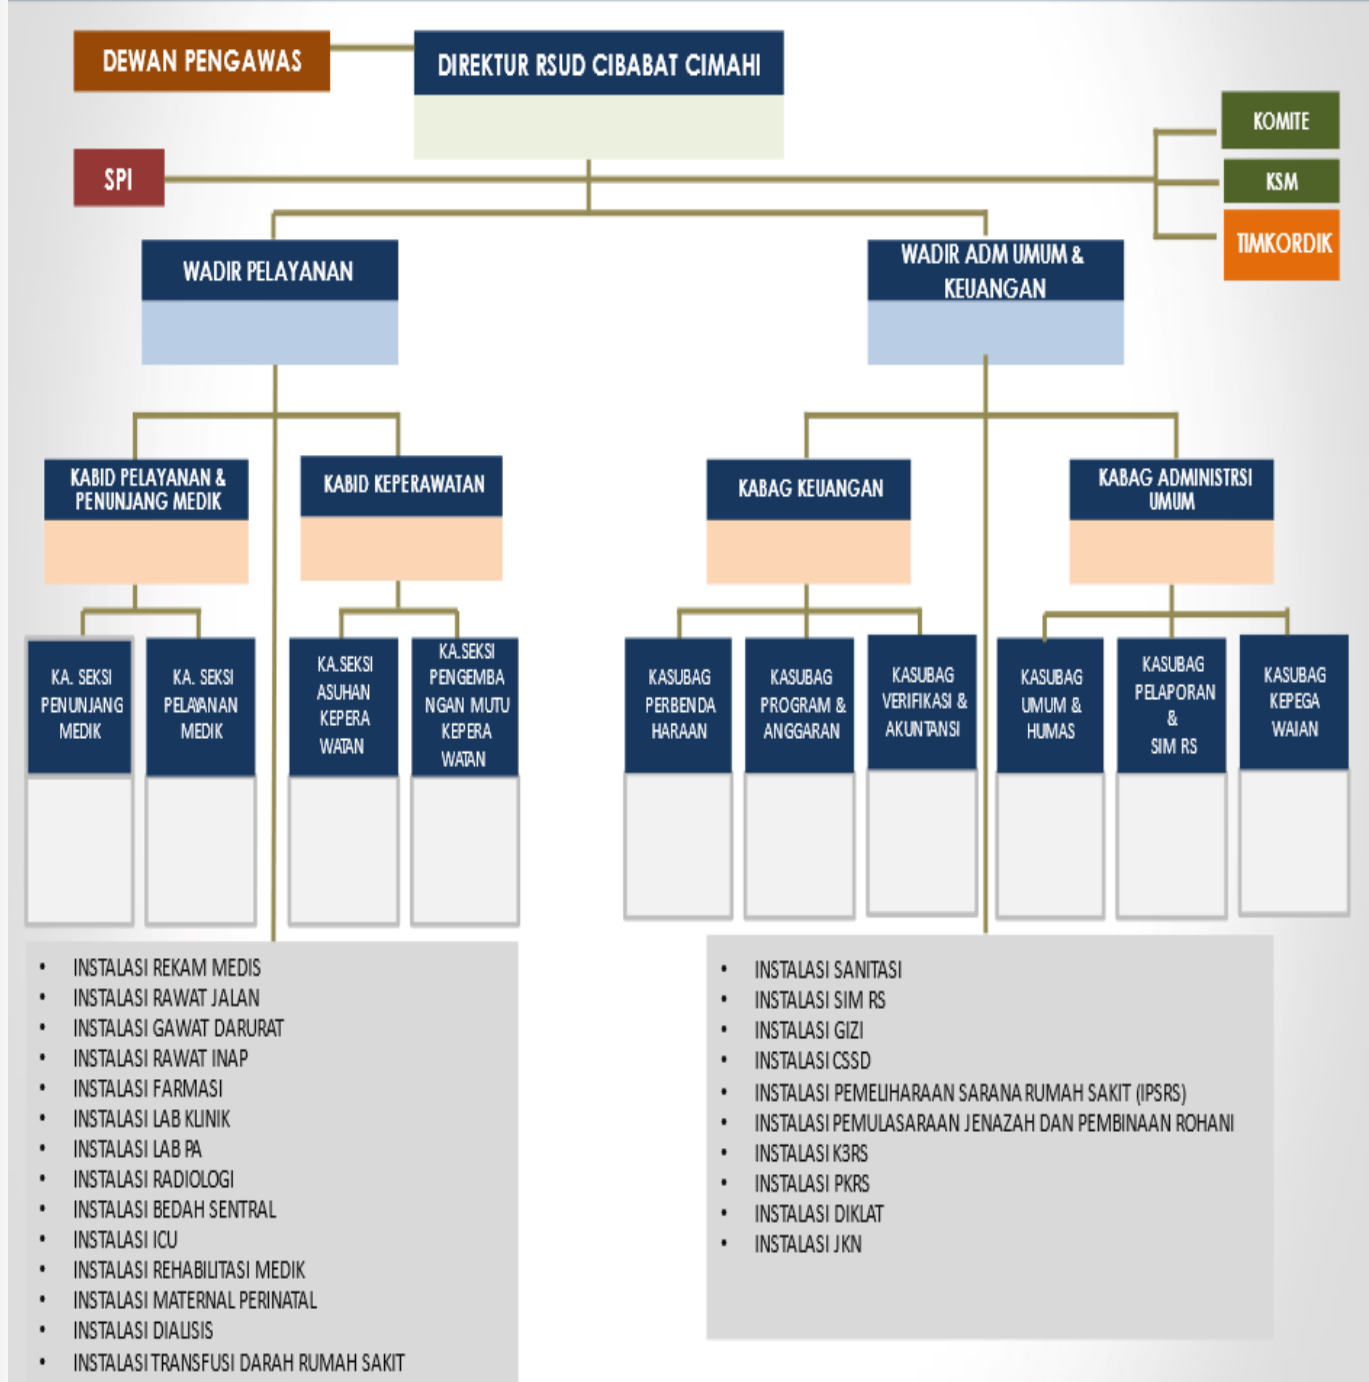 DEWAN PENGAWAS
DIREKTUR RSUD CIBABAT CIMAHI
KOMITE
SPI
KSM
TIMKORDIK
WADIR PELAYANAN
WADIR ADM UMUM &
KEUANGAN
KABID PELAYANAN &
PENUNJANG MEDIK
KABID KEPERAWATAN
KABAG KEUANGAN
KABAG ADMINISTRSI
UMUM
KA. SEKSI
PENUNJANG
MEDIK
KA. SEKSI
PELAYANAN
MEDIK
KA.SEKSI
ASUHAN
KEPERA
WATAN
KA.SEKSI
PENGEMBA
NGAN MUTU
KEPERA
WATAN
KASUBAG
PERBENDA
HARAAN
KASUBAG
PROGRAM &
ANGGARAN
KASUBAG
VERIFIKASI &
AKUNTANSI
KASUBAG
UMUM &
HUMAS
KASUBAG
PELAPORAN
&
SIM RS
KASUBAG
KEPEGA
WAIAN
• INSTALASI REKAM MEDIS
• INSTALASI RAWAT JALAN
• INSTALASI GAWAT DARURAT
• INSTALASI RAWAT INAP
• INSTALASI FARMASI
• INSTALASI LAB KLINIK
• INSTALASI LAB PA
• INSTALASI RADIOLOGI
• INSTALASI BEDAH SENTRAL
• INSTALASI ICU
• INSTALASI REHABILITASI MEDIK
• INSTALASI MATERNAL PERINATAL
• INSTALASI DIALISIS
• INSTALASI TRANSFUSI DARAH RUMAH SAKIT
• INSTALASI SANITASI
• INSTALASI SIM RS
• INSTALASI GIZI
• INSTALASI CSSD
• INSTALASI PEMELIHARAAN SARANA RUMAH SAKIT (IPSRS)
• INSTALASI PEMULASARAAN JENAZAH DAN PEMBINAAN ROHANI
• INSTALASI K3RS
• INSTALASI PKRS
• INSTALASI DIKLAT
• INSTALASI JKN